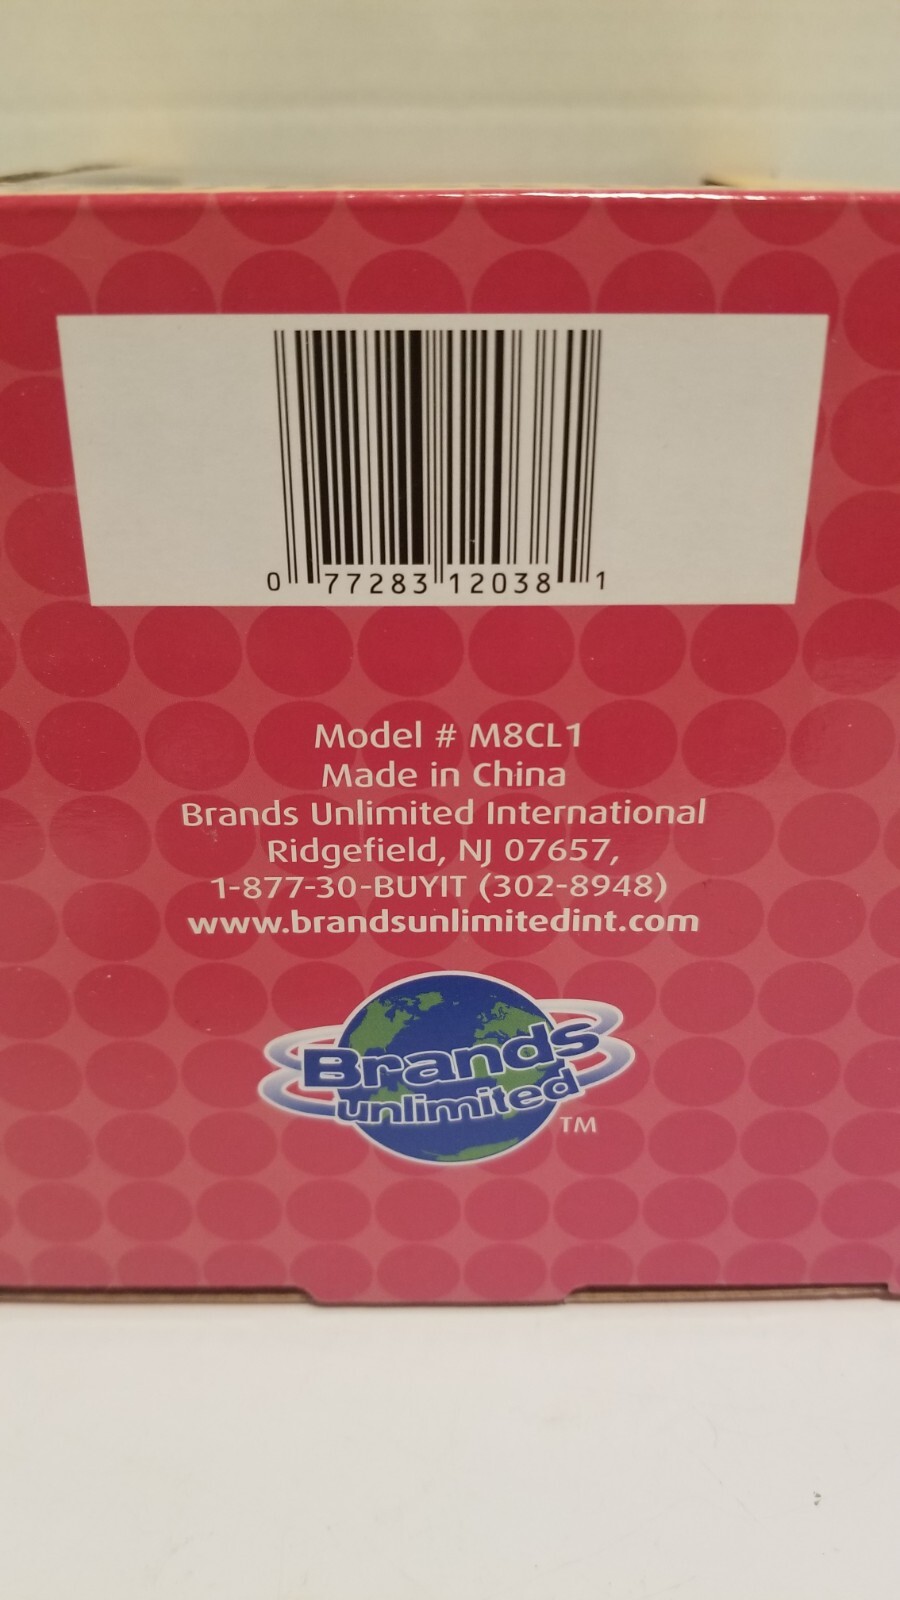 0 77283 12038 1
Model # M8CL1
Made in China
Brands Unlimited International
Ridgefield, NJ 07657,
1-877-30-BUYIT (302-8948)
www.brandsunlimitedint.com
Brands
unlimited
TM